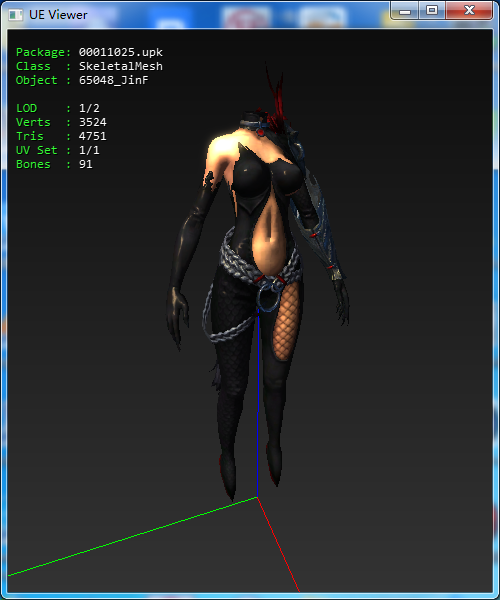 UE Viewer
Package: 00011025.upk
Class : SkeletalMesh
Object : 65048_JinF
LOD : 1/2
Verts : 3524
Tris : 4751
UV Set : 1/1
Bones : 91